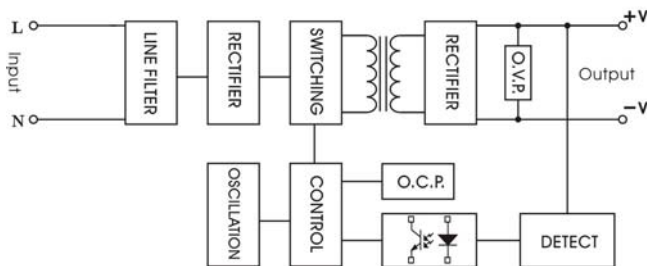 L
N
Input
LINE FILTER
RECTIFIER
SWITCHING
RECTIFIER
O.V.P.
+V
-V
Output
OSCILLATION
CONTROL
O.C.P.
DETECT